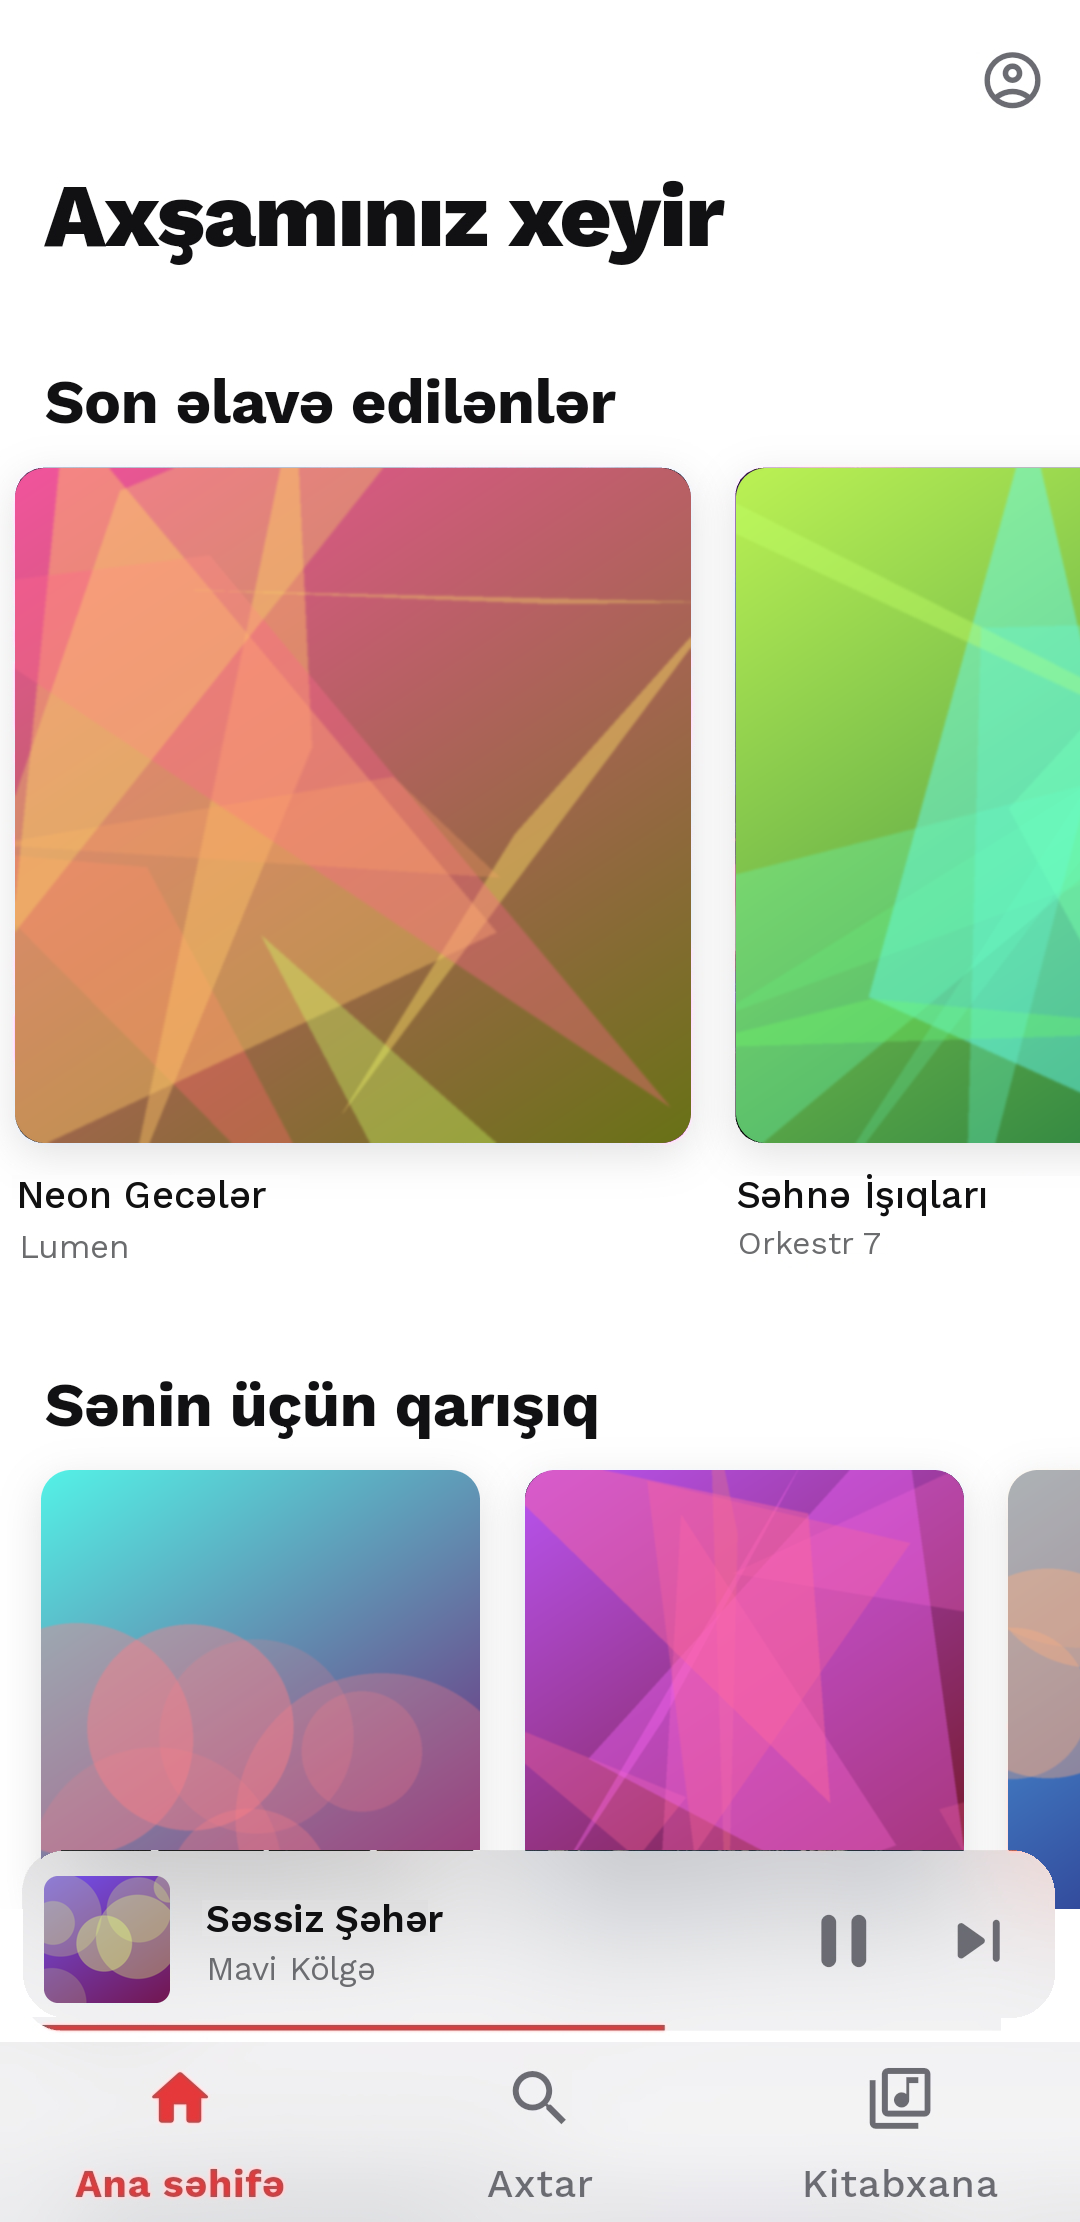 Axşamınız xeyir
Son əlavə edilənlər
Neon Gecələr
Lumen
Səhnə İşıqları
Orkestr 7
Sənin üçün qarışıq
Səssiz Şəhər
Mavi Kölgə
Ana səhifə
Axtar
Kitabxana